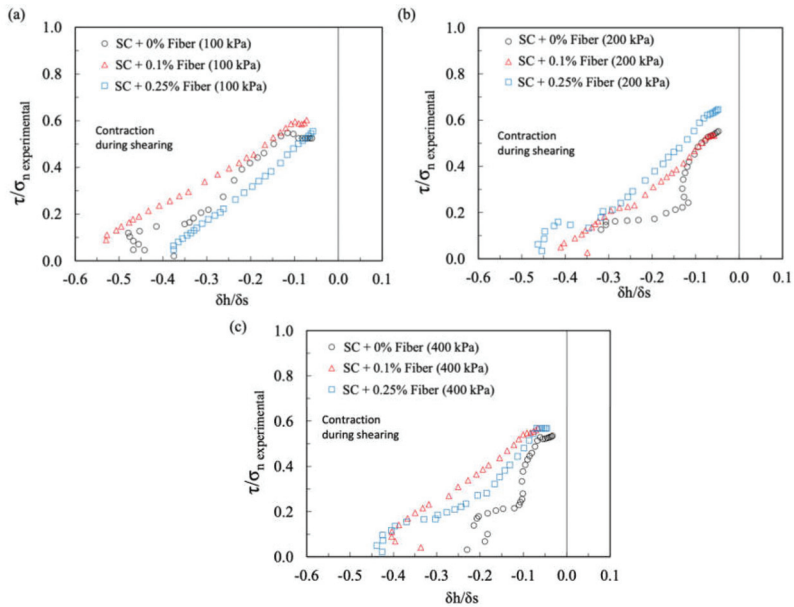 (a)
1.0
0.8
0.6
0.4
0.2
0.0
τ/σn experimental
SC + 0% Fiber (100 kPa)
SC + 0.1% Fiber (100 kPa)
SC + 0.25% Fiber (100 kPa)
Contraction
during shearing
-0.6 -0.5 -0.4 -0.3 -0.2 -0.1 0.0 0.1
δh/δs
(b)
1.0
0.8
0.6
0.4
0.2
0.0
τ/σn experimental
SC + 0% Fiber (200 kPa)
SC + 0.1% Fiber (200 kPa)
SC + 0.25% Fiber (200 kPa)
Contraction
during shearing
-0.6 -0.5 -0.4 -0.3 -0.2 -0.1 0.0 0.1
δh/δs
(c)
1.0
0.8
0.6
0.4
0.2
0.0
τ/σn experimental
SC + 0% Fiber (400 kPa)
SC + 0.1% Fiber (400 kPa)
SC + 0.25% Fiber (400 kPa)
Contraction
during shearing
-0.6 -0.5 -0.4 -0.3 -0.2 -0.1 0.0 0.1
δh/δs